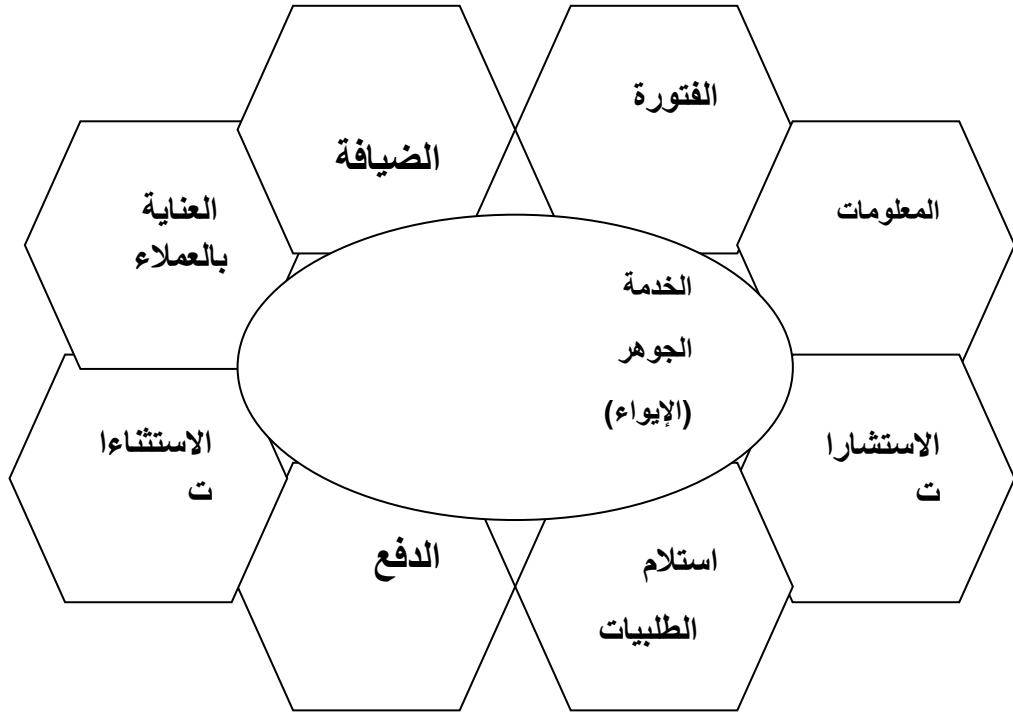 الفتورة
الضيافة
المعلومات
العناية
بالعملاء
الخدمة
الجوهر
(الإيواء)
الاستشارا
ت
الاستثناءا
ت
استلام
الطلبيات
الدفع